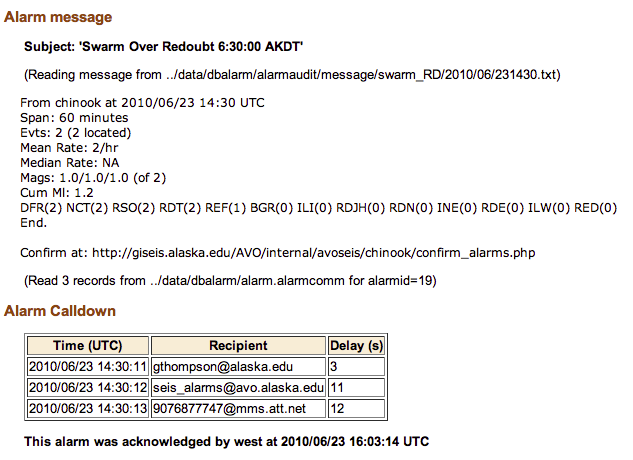 Alarm message
Subject: 'Swarm Over Redoubt 6:30:00 AKDT'
(Reading message from ../data/dbalarm/alarmaudit/message/swarm_RD/2010/06/231430.txt)
From chinook at 2010/06/23 14:30 UTC
Span: 60 minutes
Evts: 2 (2 located)
Mean Rate: 2/hr
Median Rate: NA
Mags: 1.0/1.0/1.0 (of 2)
Cum Ml: 1.2
DFR(2) NCT(2) RSO(2) RDT(2) REF(1) BGR(0) ILI(0) RDJH(0) RDN(0) INE(0) RDE(0) ILW(0) RED(0)
End.
Confirm at: http://giseis.alaska.edu/AVO/internal/avoseis/chinook/confirm_alarms.php
(Read 3 records from ../data/dbalarm/alarm.alarmcomm for alarmid=19)
Alarm Calldown
Time (UTC) Recipient Delay (s)
2010/06/23 14:30:11 gthompson@alaska.edu 3
2010/06/23 14:30:12 seis_alarms@avo.alaska.edu 11
2010/06/23 14:30:13 9076877747@mms.att.net 12
This alarm was acknowledged by west at 2010/06/23 16:03:14 UTC